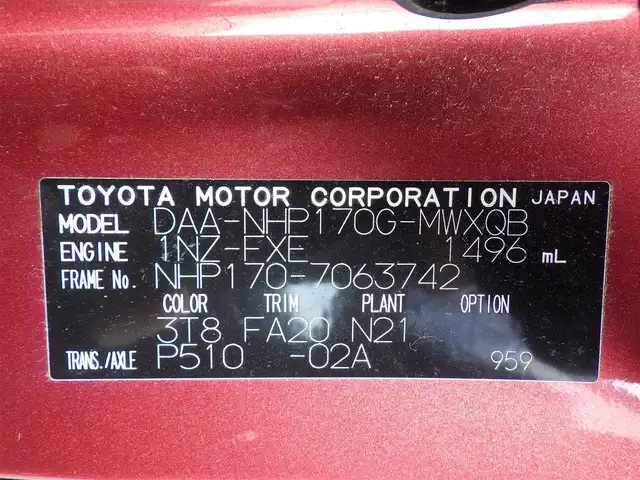 TOYOTA MOTOR CORPORATION JAPAN
MODEL DAA-NHP170G-MWXQB
ENGINE 1NZ-FXE 1496 mL
FRAME No. NHP170-7063742
COLOR TRIM PLANT OPTION
3T8 FA20 N21
TRANS./AXLE P510 -02A 959